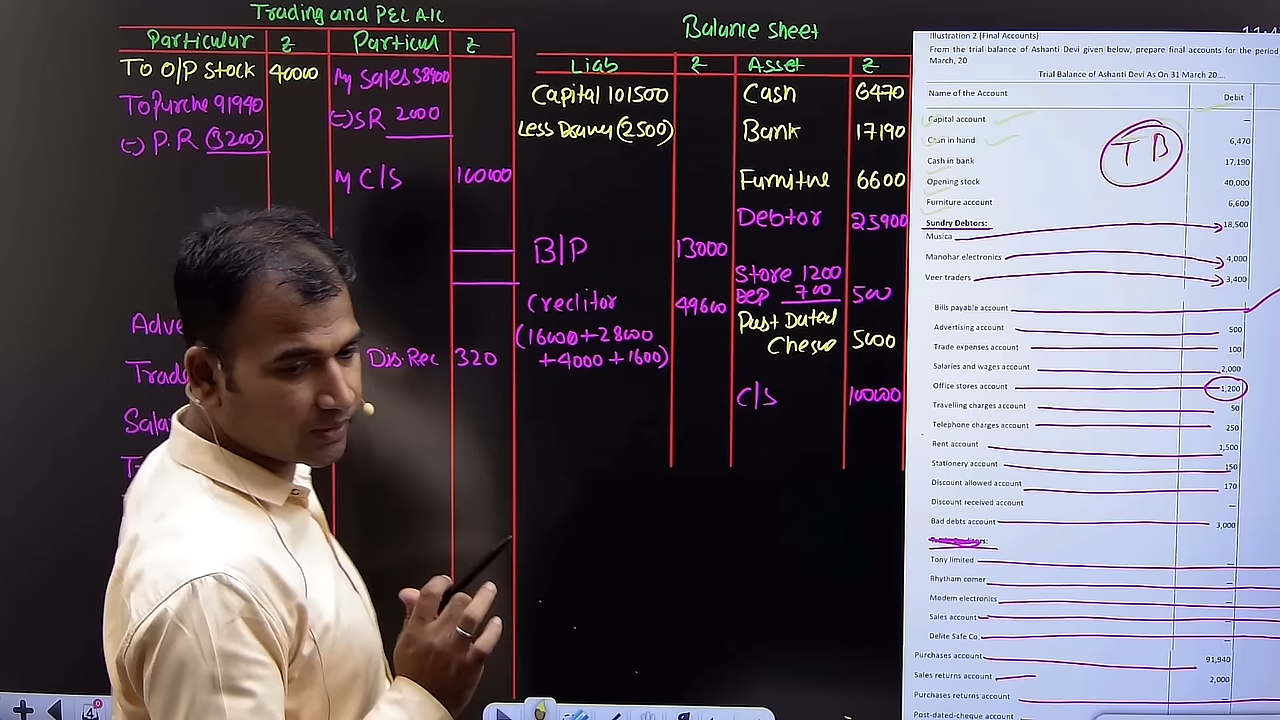 Trading and P&L A/C
Particular ₹ Particul ₹
To O/P Stock 40000 By Sales 38900
To Purche 91940 (-) SR 2000
(-) P.R (3200)
By C/S 100000
Adve
Trad
Dis. Rec 320
Sala
Balance sheet
Liab ₹ Asset ₹
Capital 101500 Cash 6470
Less Drawg (2500) Bank 17190
Furnitue 6600
Debtor 25900
B/P 13000
Store 1200
Dep 700 500
Creditor 49600
(16000+28000
+4000+1600)
Post Dated
Cheque 5000
C/S 100000
Illustration 2 (Final Accounts)
From the trial balance of Ashanti Devi given below, prepare final accounts for the period
March, 20
Trial Balance of Ashanti Devi As On 31 March 20....
Name of the Account Debit
Capital account –
Cash in hand 6,470
Cash in bank 17,190
Opening stock 40,000
Furniture account 6,600
Sundry Debtors:
Musica 18,500
Manohar electronics 4,000
Veer traders 3,400
Bills payable account
Advertising account 500
Trade expenses account 100
Salaries and wages account 2,000
Office stores account 1,200
Travelling charges account 50
Telephone charges account 250
Rent account 1,500
Stationery account 150
Discount allowed account 170
Discount received account –
Bad debts account 3,000
Tony limited –
Rhytham corner –
Modern electronics –
Sales account –
Delite Safe Co. –
Purchases account 91,940
Sales returns account 2,000
Purchases returns account –
Post-dated-cheque account
TB